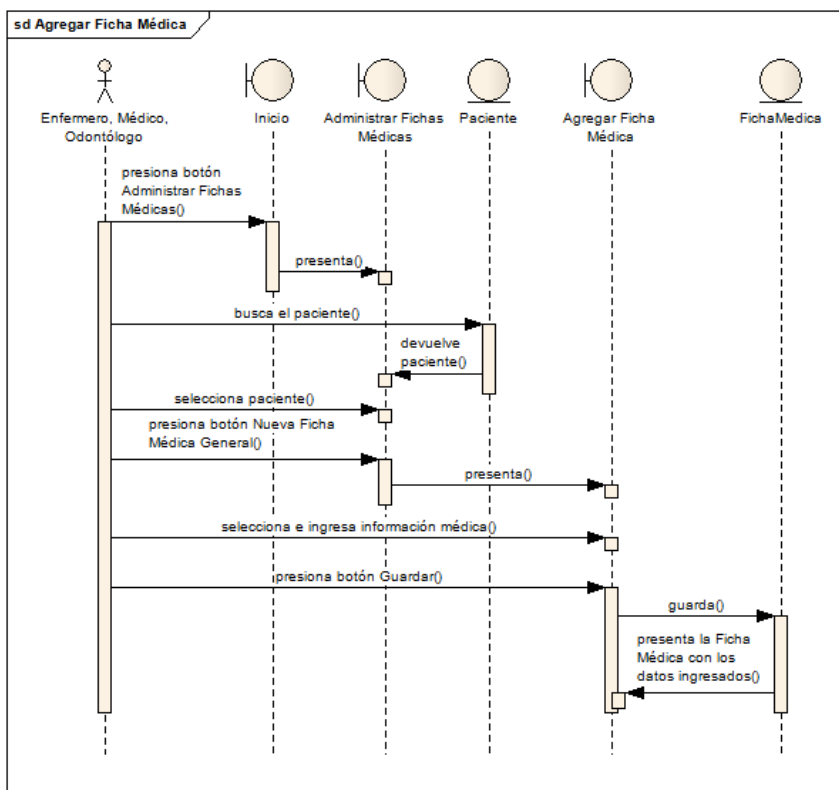 sd Agregar Ficha Médica
Enfermero, Médico,
Odontólogo
Inicio
Administrar Fichas
Médicas
Paciente
Agregar Ficha
Médica
FichaMedica
presiona botón
Administrar Fichas
Médicas()
presenta()
busca el paciente()
devuelve
paciente()
selecciona paciente()
presiona botón Nueva Ficha
Médica General()
presenta()
selecciona e ingresa información médica()
presiona botón Guardar()
guarda()
presenta la Ficha
Médica con los
datos ingresados()